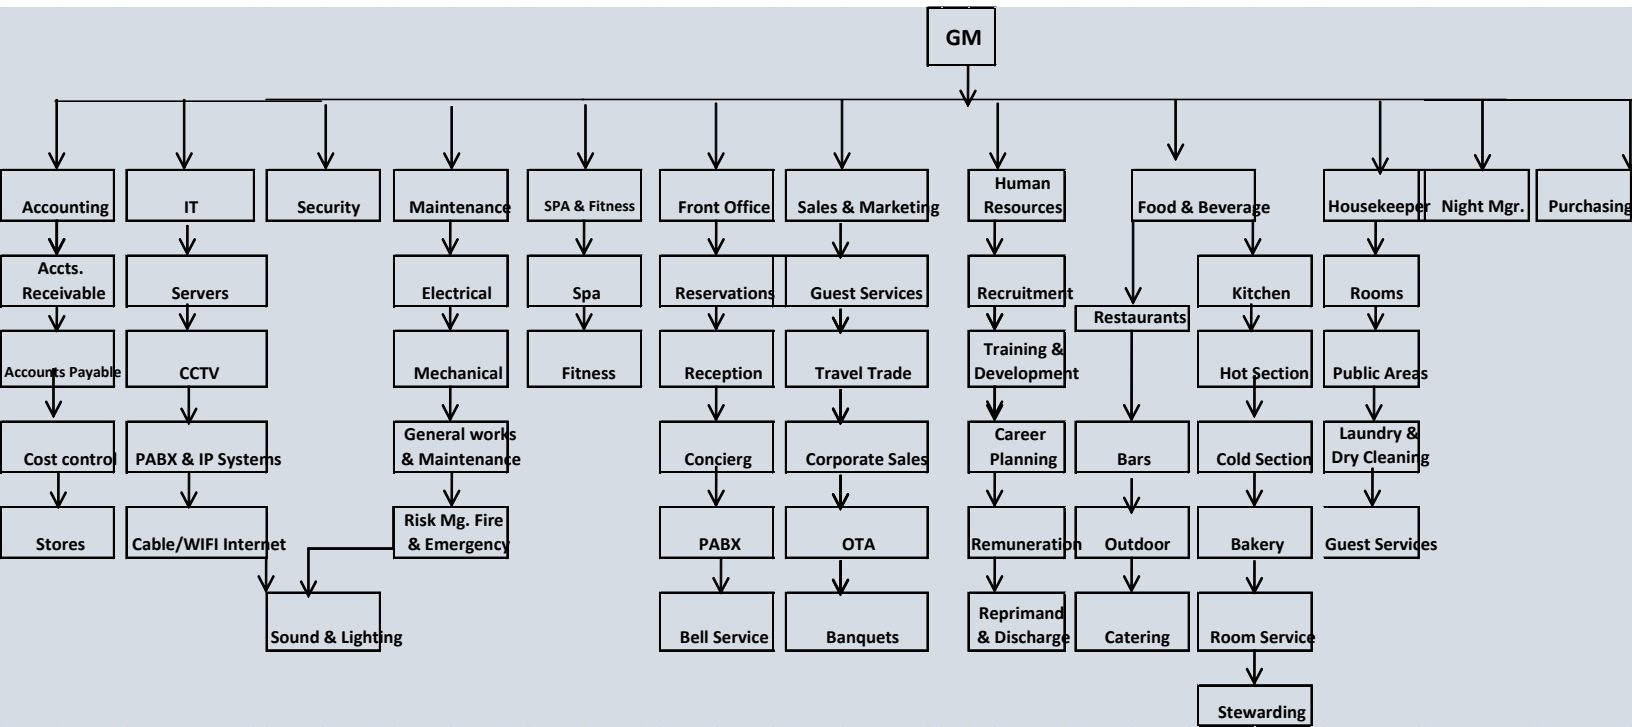 GM
Accounting
IT
Security
Maintenance
SPA & Fitness
Front Office
Sales & Marketing
Human
Resources
Food & Beverage
Housekeeper
Night Mgr.
Purchasing
Accts.
Receivable
Servers
Electrical
Spa
Reservations
Guest Services
Recruitment
Kitchen
Rooms
Restaurants
Accounts Payable
CCTV
Mechanical
Fitness
Reception
Travel Trade
Training &
Development
Hot Section
Public Areas
Cost control
PABX & IP Systems
General works
& Maintenance
Concierg
Corporate Sales
Career
Planning
Bars
Cold Section
Laundry &
Dry Cleaning
Stores
Cable/WIFI Internet
Risk Mg. Fire
& Emergency
PABX
OTA
Remuneration
Outdoor
Bakery
Guest Services
Sound & Lighting
Bell Service
Banquets
Reprimand
& Discharge
Catering
Room Service
Stewarding